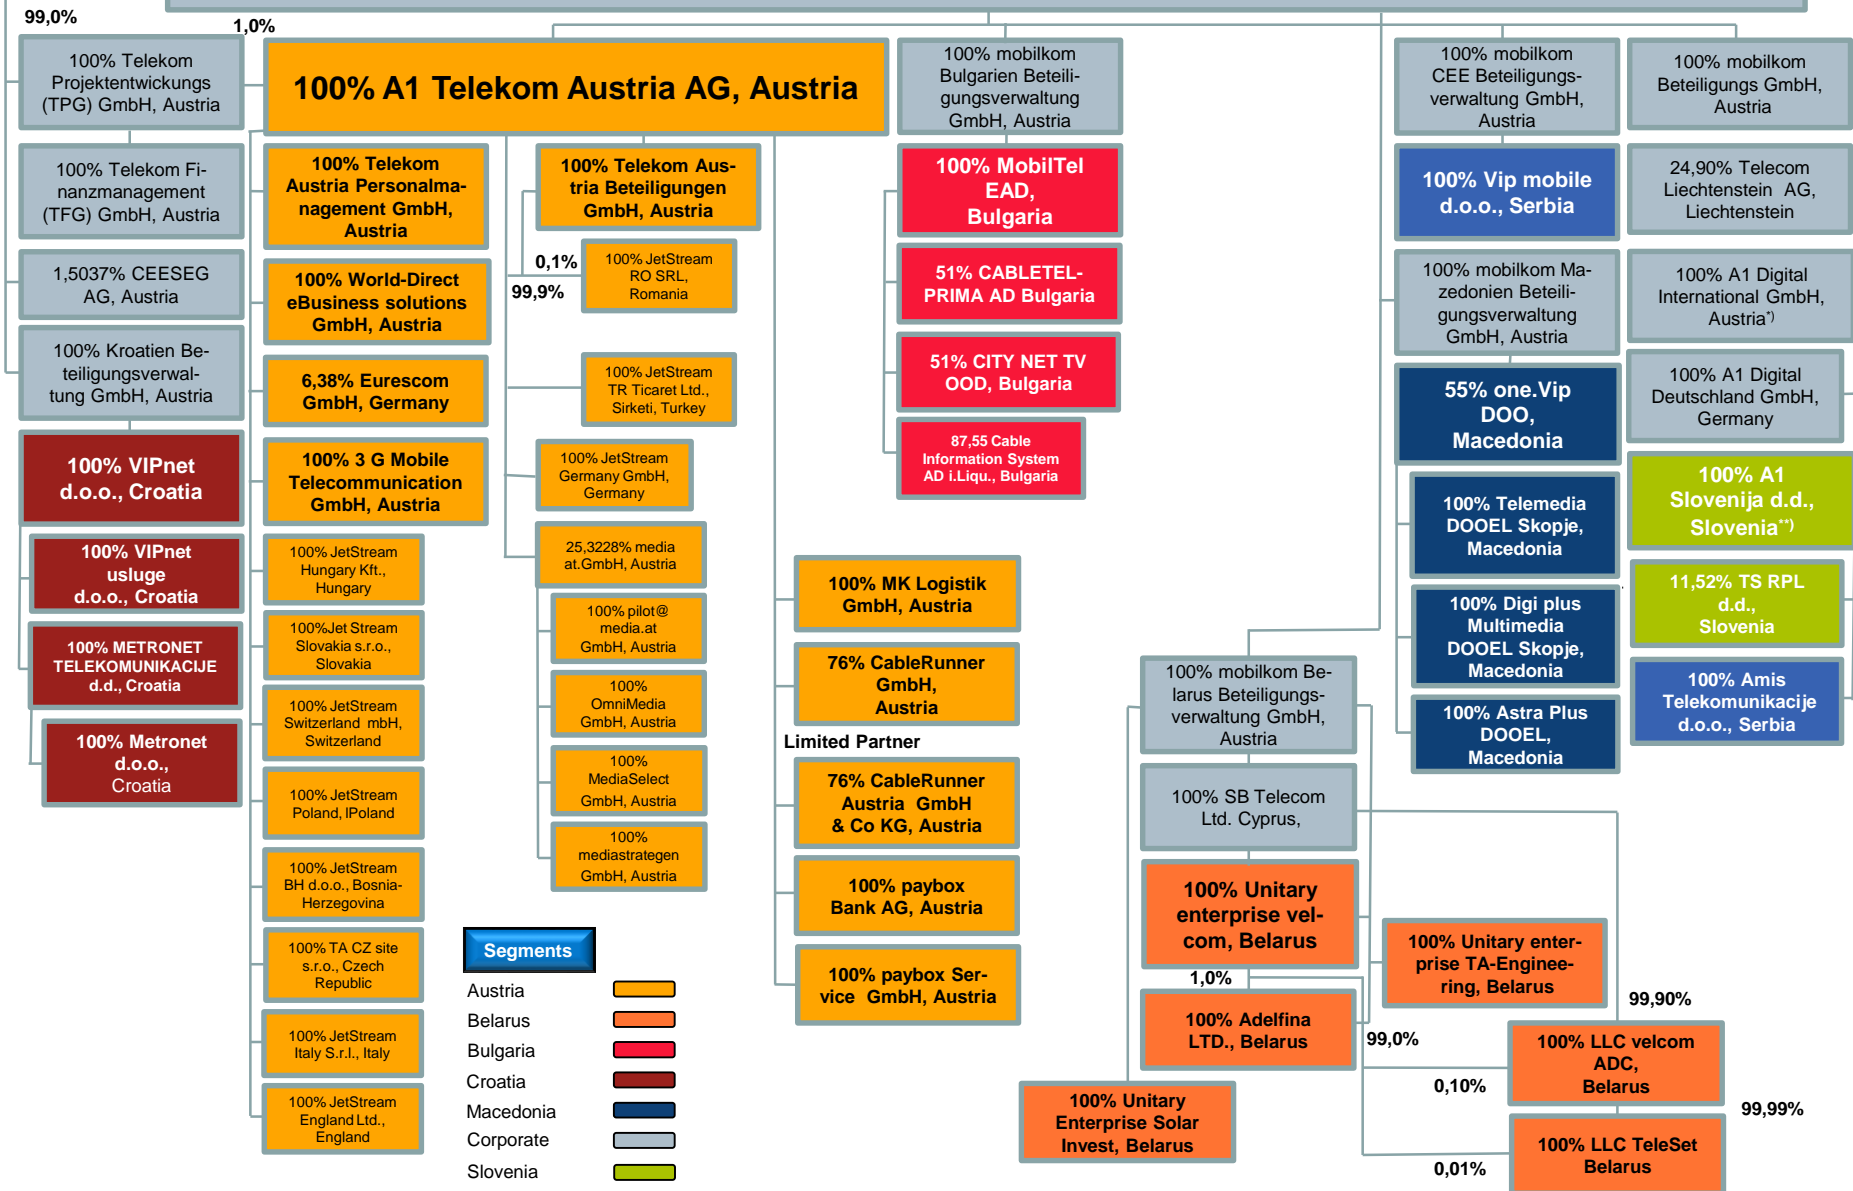 99,0%
1,0%
100% Telekom
Projektentwickungs
(TPG) GmbH, Austria
100% Telekom Fi-
nanzmanagement
(TFG) GmbH, Austria
1,5037% CEESEG
AG, Austria
100% Kroatien Be-
teiligungsverwal-
tung GmbH, Austria
100% VIPnet
d.o.o., Croatia
100% VIPnet
usluge
d.o.o., Croatia
100% METRONET
TELEKOMUNIKACIJE
d.d., Croatia
100% Metronet
d.o.o.,
Croatia
100% A1 Telekom Austria AG, Austria
100% Telekom
Austria Personalma-
nagement GmbH,
Austria
100% World-Direct
eBusiness solutions
GmbH, Austria
6,38% Eurescom
GmbH, Germany
100% 3 G Mobile
Telecommunication
GmbH, Austria
100% JetStream
Hungary Kft.,
Hungary
100%Jet Stream
Slovakia s.r.o.,
Slovakia
100% JetStream
Switzerland mbH,
Switzerland
100% JetStream
Poland, lPoland
100% JetStream
BH d.o.o., Bosnia-
Herzegovina
100% TA CZ site
s.r.o., Czech
Republic
100% JetStream
Italy S.r.l., Italy
100% JetStream
England Ltd.,
England
100% Telekom Aus-
tria Beteiligungen
GmbH, Austria
0,1%
99,9%
100% JetStream
RO SRL,
Romania
100% JetStream
TR Ticaret Ltd.,
Sirketi, Turkey
100% JetStream
Germany GmbH,
Germany
25,3228% media
at.GmbH, Austria
100% pilot@
media.at
GmbH, Austria
100%
OmniMedia
GmbH, Austria
100%
MediaSelect
GmbH, Austria
100%
mediastrategen
GmbH, Austria
100% MK Logistik
GmbH, Austria
76% CableRunner
GmbH,
Austria
Limited Partner
76% CableRunner
Austria GmbH
& Co KG, Austria
100% paybox
Bank AG, Austria
100% paybox Ser-
vice GmbH, Austria
100% mobilkom
Bulgarien Beteili-
gungsverwaltung
GmbH, Austria
100% MobilTel
EAD,
Bulgaria
51% CABLETEL-
PRIMA AD Bulgaria
51% CITY NET TV
OOD, Bulgaria
87,55 Cable
Information System
AD i.Liqu., Bulgaria
100% mobilkom Be-
larus Beteiligungs-
verwaltung GmbH,
Austria
100% SB Telecom
Ltd. Cyprus,
100% Unitary
enterprise vel-
com, Belarus
1,0%
100% Adelfina
LTD., Belarus
99,0%
100% Unitary
Enterprise Solar
Invest, Belarus
100% Unitary enter-
prise TA-Enginee-
ring, Belarus
99,90%
100% LLC velcom
ADC,
Belarus
0,10%
99,99%
100% LLC TeleSet
Belarus
0,01%
100% mobilkom
CEE Beteiligungs-
verwaltung GmbH,
Austria
100% Vip mobile
d.o.o., Serbia
100% mobilkom Ma-
zedonien Beteili-
gungsverwaltung
GmbH, Austria
55% one.Vip
DOO,
Macedonia
100% Telemedia
DOOEL Skopje,
Macedonia
100% Digi plus
Multimedia
DOOEL Skopje,
Macedonia
100% Astra Plus
DOOEL,
Macedonia
100% mobilkom
Beteiligungs GmbH,
Austria
24,90% Telecom
Liechtenstein AG,
Liechtenstein
100% A1 Digital
International GmbH,
Austria*)
100% A1 Digital
Deutschland GmbH,
Germany
100% A1
Slovenija d.d.,
Slovenia**)
11,52% TS RPL
d.d.,
Slovenia
100% Amis
Telekomunikacije
d.o.o., Serbia
Segments
Austria
Belarus
Bulgaria
Croatia
Macedonia
Corporate
Slovenia